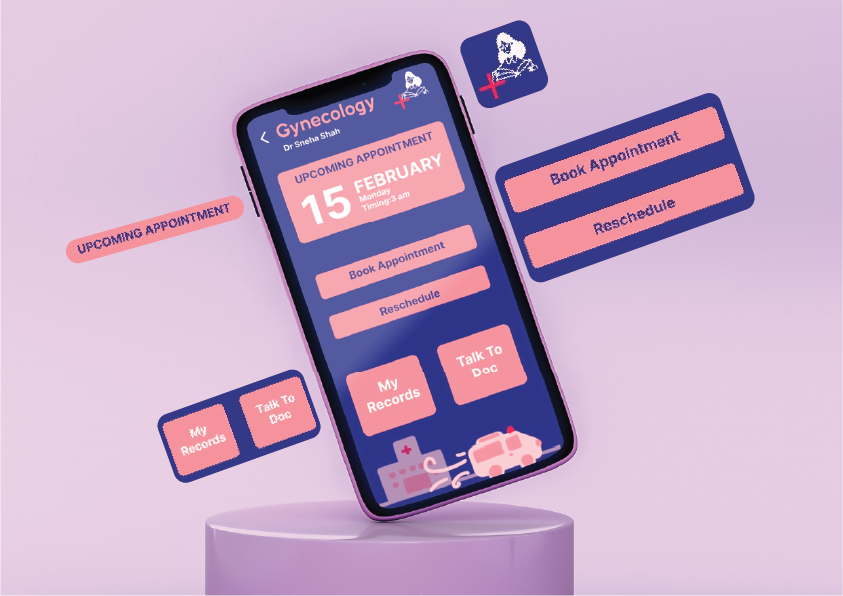 Gynecology
Dr Sneha Shah
UPCOMING APPOINTMENT
15
FEBRUARY
Monday
Timing:3 am
Book Appointment
Reschedule
My
Records
Talk To
Doc
UPCOMING APPOINTMENT
Book Appointment
Reschedule
My
Records
Talk To
Doc